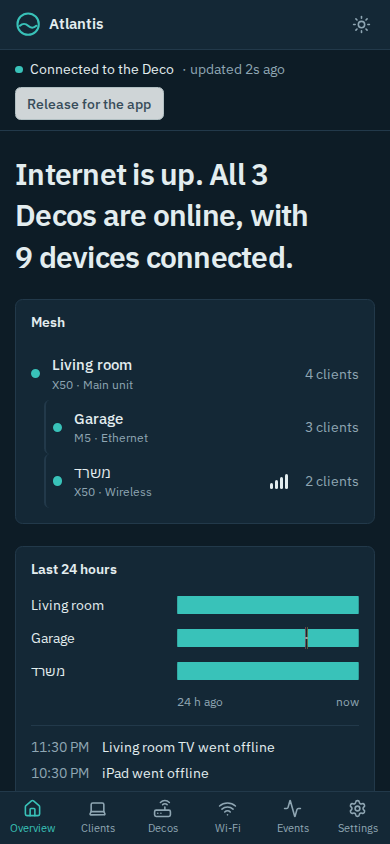 Atlantis
Connected to the Deco · updated 2s ago
Release for the app
Internet is up. All 3
Decos are online, with
9 devices connected.
Mesh
Living room
X50 · Main unit
4 clients
Garage
M5 · Ethernet
3 clients
משרד
X50 · Wireless
2 clients
Last 24 hours
Living room
Garage
משרד
24 h ago now
11:30 PM Living room TV went offline
10:30 PM iPad went offline
Overview Clients Decos Wi-Fi Events Settings